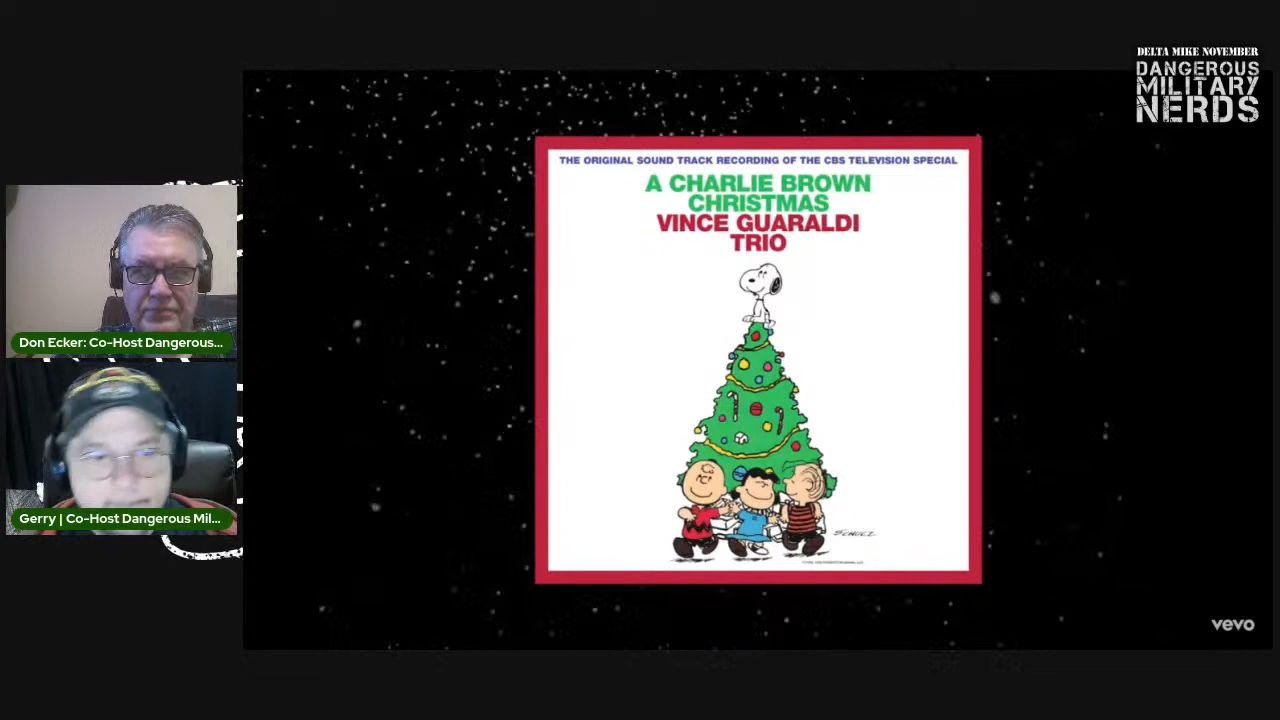 DELTA MIKE NOVEMBER
DANGEROUS
MILITARY
NERDS
THE ORIGINAL SOUND TRACK RECORDING OF THE CBS TELEVISION SPECIAL
A CHARLIE BROWN
CHRISTMAS
VINCE GUARALDI
TRIO
SCHULZ
Don Ecker: Co-Host Dangerous...
Gerry | Co-Host Dangerous Mil...
vevo